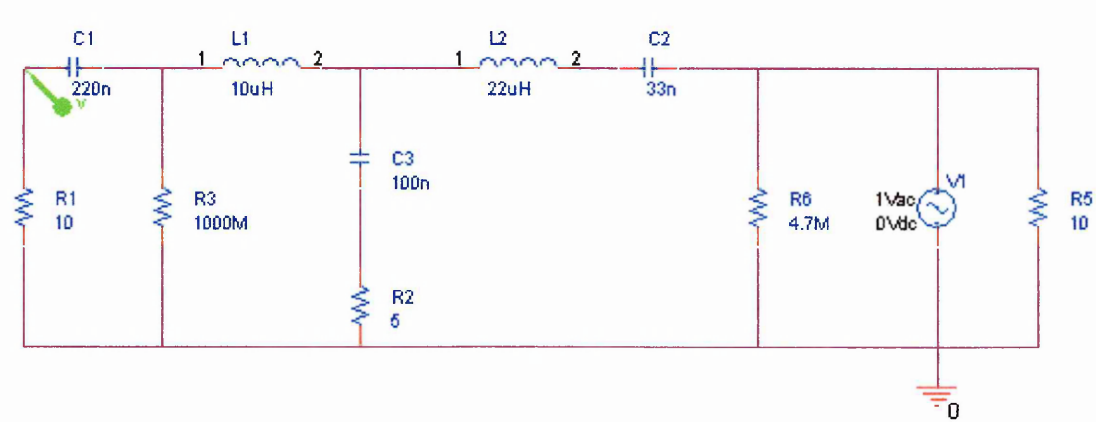 C1
220n
V
1 L1 2
10uH
1 L2 2
22uH
C2
33n
C3
100n
R1
10
R3
1000M
R2
5
R6
4.7M
V1
1Vac
0Vdc
R5
10
0